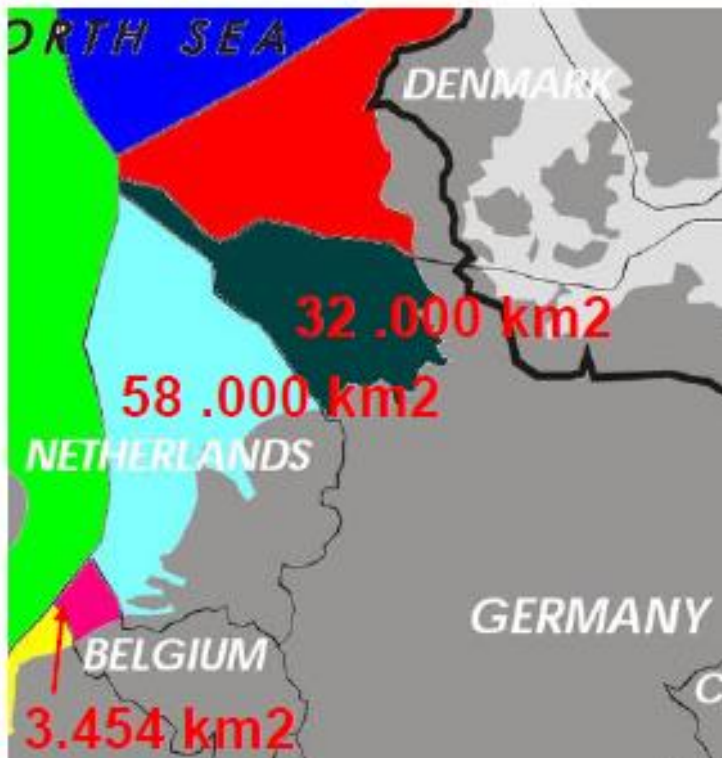 ORTH SEA
DENMARK
32 .000 km2
58 .000 km2
NETHERLANDS
GERMANY
BELGIUM
C
3.454 km2